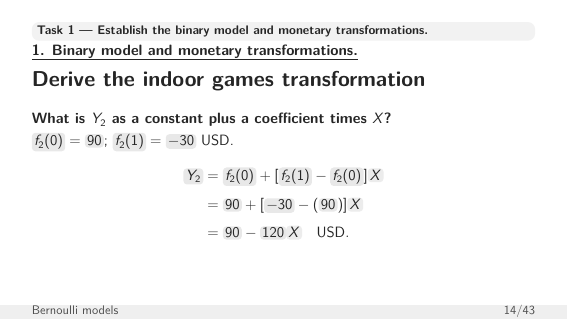 Task 1 — Establish the binary model and monetary transformations.
1. Binary model and monetary transformations.
Derive the indoor games transformation
What is Y₂ as a constant plus a coefficient times X?
f₂(0) = 90; f₂(1) = −30 USD.
Y₂ = f₂(0) + [f₂(1) − f₂(0)] X
= 90 + [−30 − (90)] X
= 90 − 120 X USD.
Bernoulli models 14/43